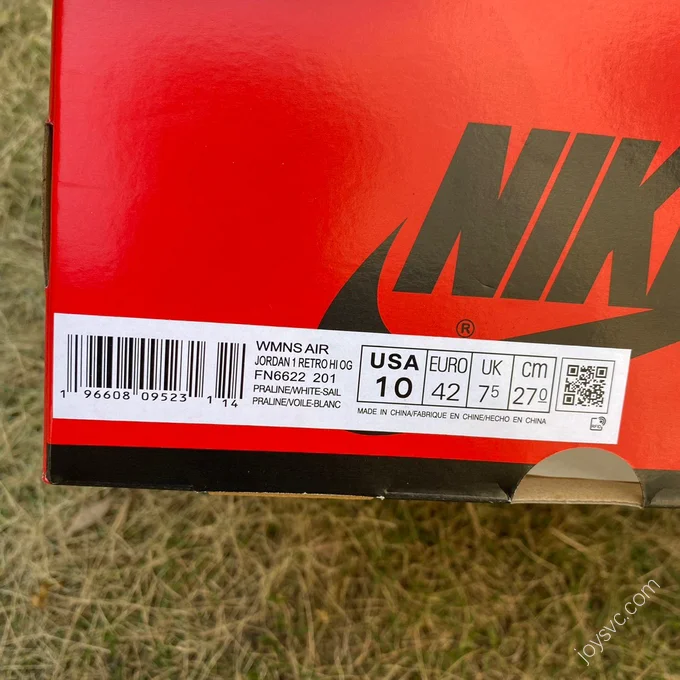 NIK
®
WMNS AIR
JORDAN 1 RETRO HI OG
FN6622 201
PRALINE/WHITE-SAIL
PRALINE/VOILE-BLANC
1 96608 09523 1 14
USA 10
EURO 42
UK 7 5
cm 27 0
MADE IN CHINA/FABRIQUE EN CHINE/HECHO EN CHINA
RFID
joysvc.com